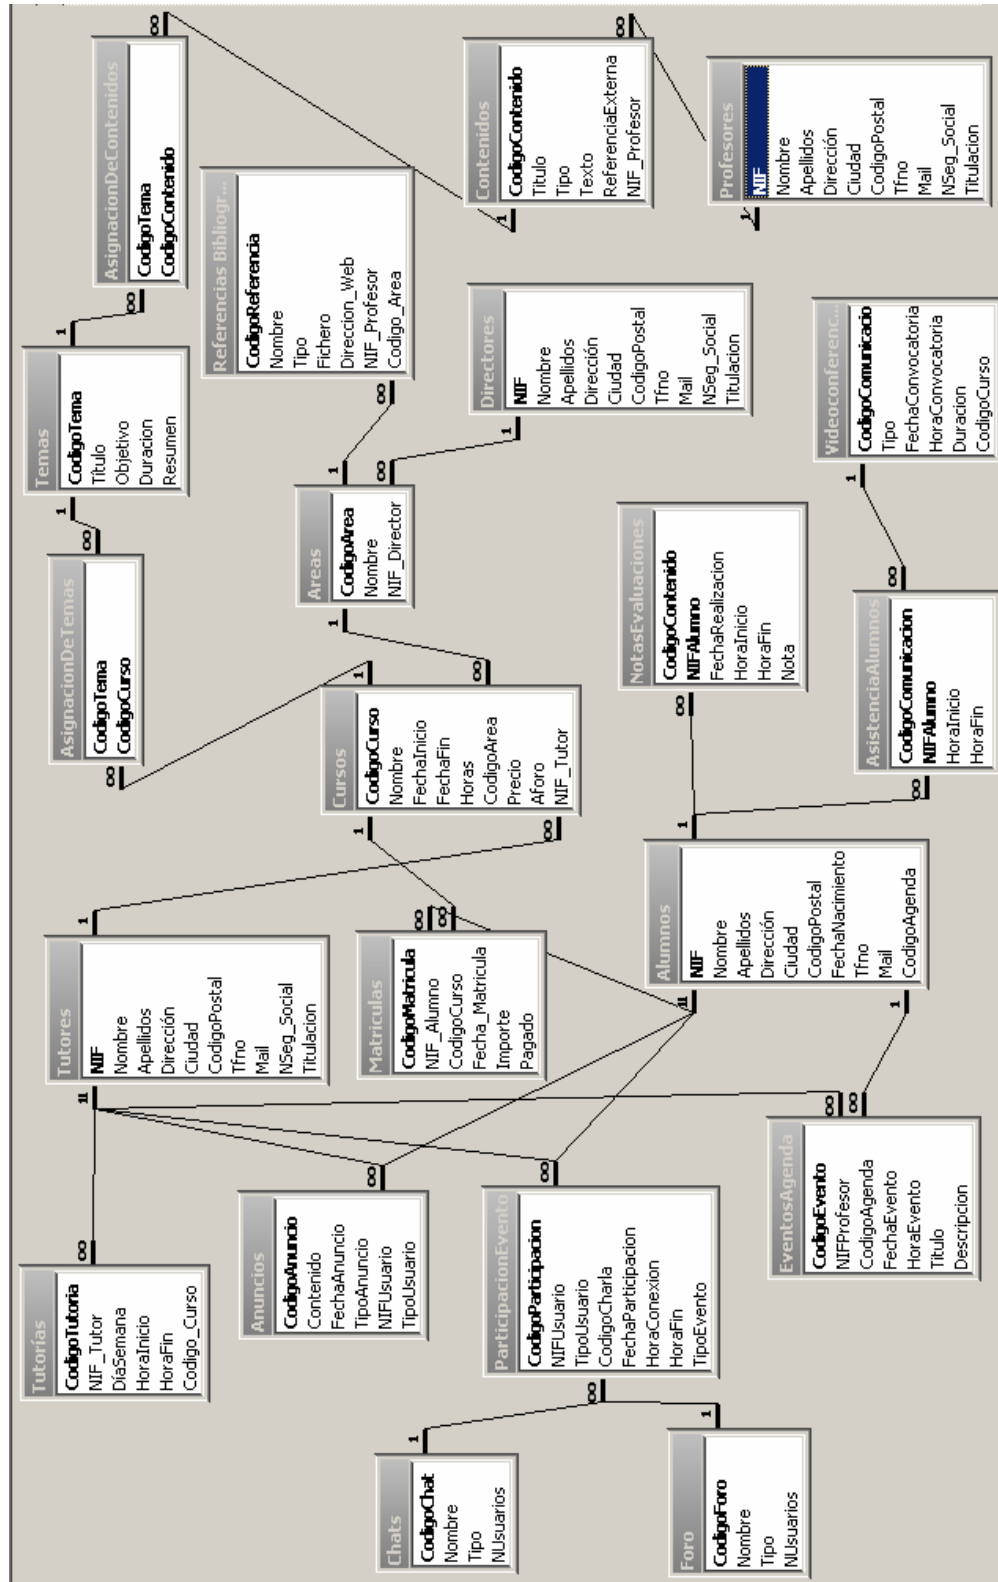 Tutorías
CodigoTutoria
NIF_Tutor
DíaSemana
HoraInicio
HoraFin
Codigo_Curso
Tutores
NIF
Nombre
Apellidos
Dirección
Ciudad
CodigoPostal
Tfno
Mail
NSeg_Social
Titulacion
AsignacionDeTemas
CodigoTema
CodigoCurso
Temas
CodigoTema
Título
Objetivo
Duracion
Resumen
AsignacionDeContenidos
CodigoTema
CodigoContenido
Anuncios
CodigoAnuncio
Contenido
FechaAnuncio
TipoAnuncio
NIFUsuario
TipoUsuario
Matriculas
CodigoMatricula
NIF_Alumno
CodigoCurso
Fecha_Matricula
Importe
Pagado
Cursos
CodigoCurso
Nombre
FechaInicio
FechaFin
Horas
CodigoArea
Precio
Aforo
NIF_Tutor
Areas
CodigoArea
Nombre
NIF_Director
Referencias Bibliogr...
CodigoReferencia
Nombre
Tipo
Fichero
Direccion_Web
NIF_Profesor
Codigo_Area
Chats
CodigoChat
Nombre
Tipo
NUsuarios
ParticipacionEvento
CodigoParticipacion
NIFUsuario
TipoUsuario
CodigoCharla
FechaParticipacion
HoraConexion
HoraFin
TipoEvento
Directores
NIF
Nombre
Apellidos
Dirección
Ciudad
CodigoPostal
Tfno
Mail
NSeg_Social
Titulacion
Contenidos
CodigoContenido
Titulo
Tipo
Texto
ReferenciaExterna
NIF_Profesor
Foro
CodigoForo
Nombre
Tipo
NUsuarios
Alumnos
NIF
Nombre
Apellidos
Dirección
Ciudad
CodigoPostal
FechaNacimiento
Tfno
Mail
CodigoAgenda
NotasEvaluaciones
CodigoContenido
NIFAlumno
FechaRealizacion
HoraInicio
HoraFin
Nota
Profesores
NIF
Nombre
Apellidos
Dirección
Ciudad
CodigoPostal
Tfno
Mail
NSeg_Social
Titulacion
EventosAgenda
CodigoEvento
NIFProfesor
CodigoAgenda
FechaEvento
HoraEvento
Titulo
Descripcion
AsistenciaAlumnos
CodigoComunicacion
NIFAlumno
HoraInicio
HoraFin
Videoconferenc...
CodigoComunicacio
Tipo
FechaConvocatoria
HoraConvocatoria
Duracion
CodigoCurso